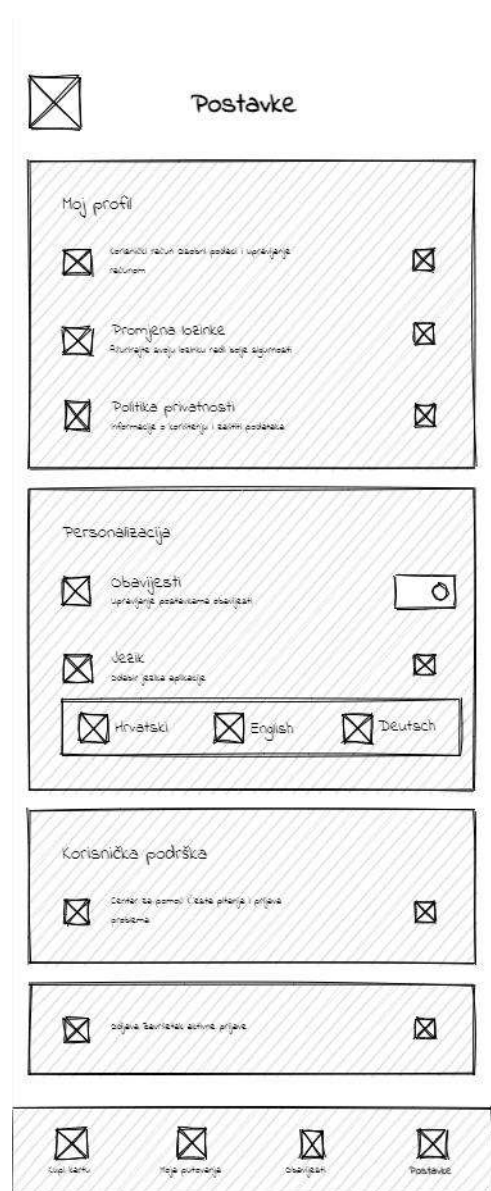 Postavke
Moj profil
Korisnički račun Osobni podaci i upravljanje
računom
Promjena lozinke
Ažurirajte svoju lozinku radi bolje sigurnosti
Politika privatnosti
Informacije o korištenju i zaštiti podataka
Personalizacija
Obavijesti
Upravljanje postavkama obavijesti
Jezik
Odabir jezika aplikacije
Hrvatski
English
Deutsch
Korisnička podrška
Centar za pomoć Česta pitanja i prijava
problema
Odjava Završetak aktivne prijave
Kupi kartu
Moja putovanja
Obavijesti
Postavke